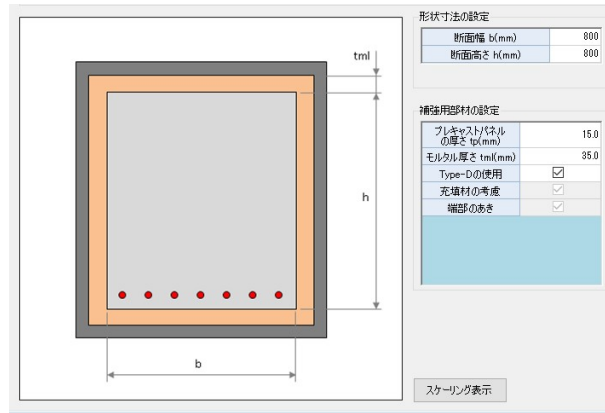 tml
h
b
形状寸法の設定
断面幅 b(mm) 800
断面高さ h(mm) 800
補強用部材の設定
プレキャストパネル
の厚さ tp(mm) 15.0
モルタル厚さ tml(mm) 35.0
Type-Dの使用
充填材の考慮
端部のあき
スケーリング表示